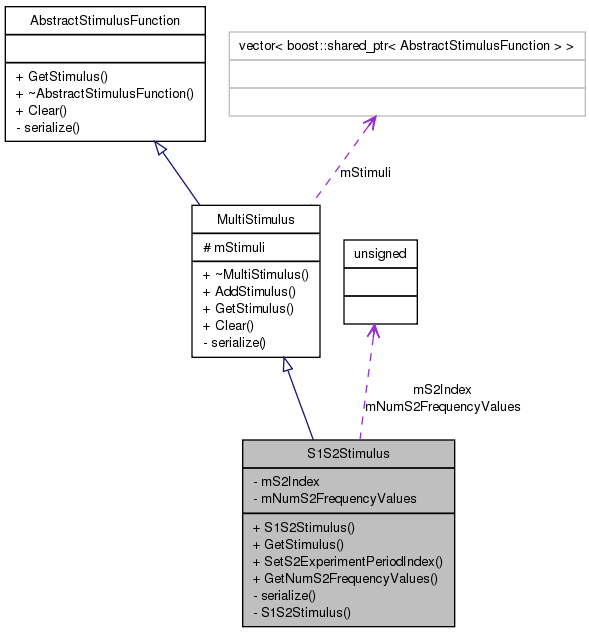 AbstractStimulusFunction
+ GetStimulus()
+ ~AbstractStimulusFunction()
+ Clear()
- serialize()
vector< boost::shared_ptr< AbstractStimulusFunction > >
mStimuli
MultiStimulus
# mStimuli
+ ~MultiStimulus()
+ AddStimulus()
+ GetStimulus()
+ Clear()
- serialize()
unsigned
mS2Index
mNumS2FrequencyValues
S1S2Stimulus
- mS2Index
- mNumS2FrequencyValues
+ S1S2Stimulus()
+ GetStimulus()
+ SetS2ExperimentPeriodIndex()
+ GetNumS2FrequencyValues()
- serialize()
- S1S2Stimulus()